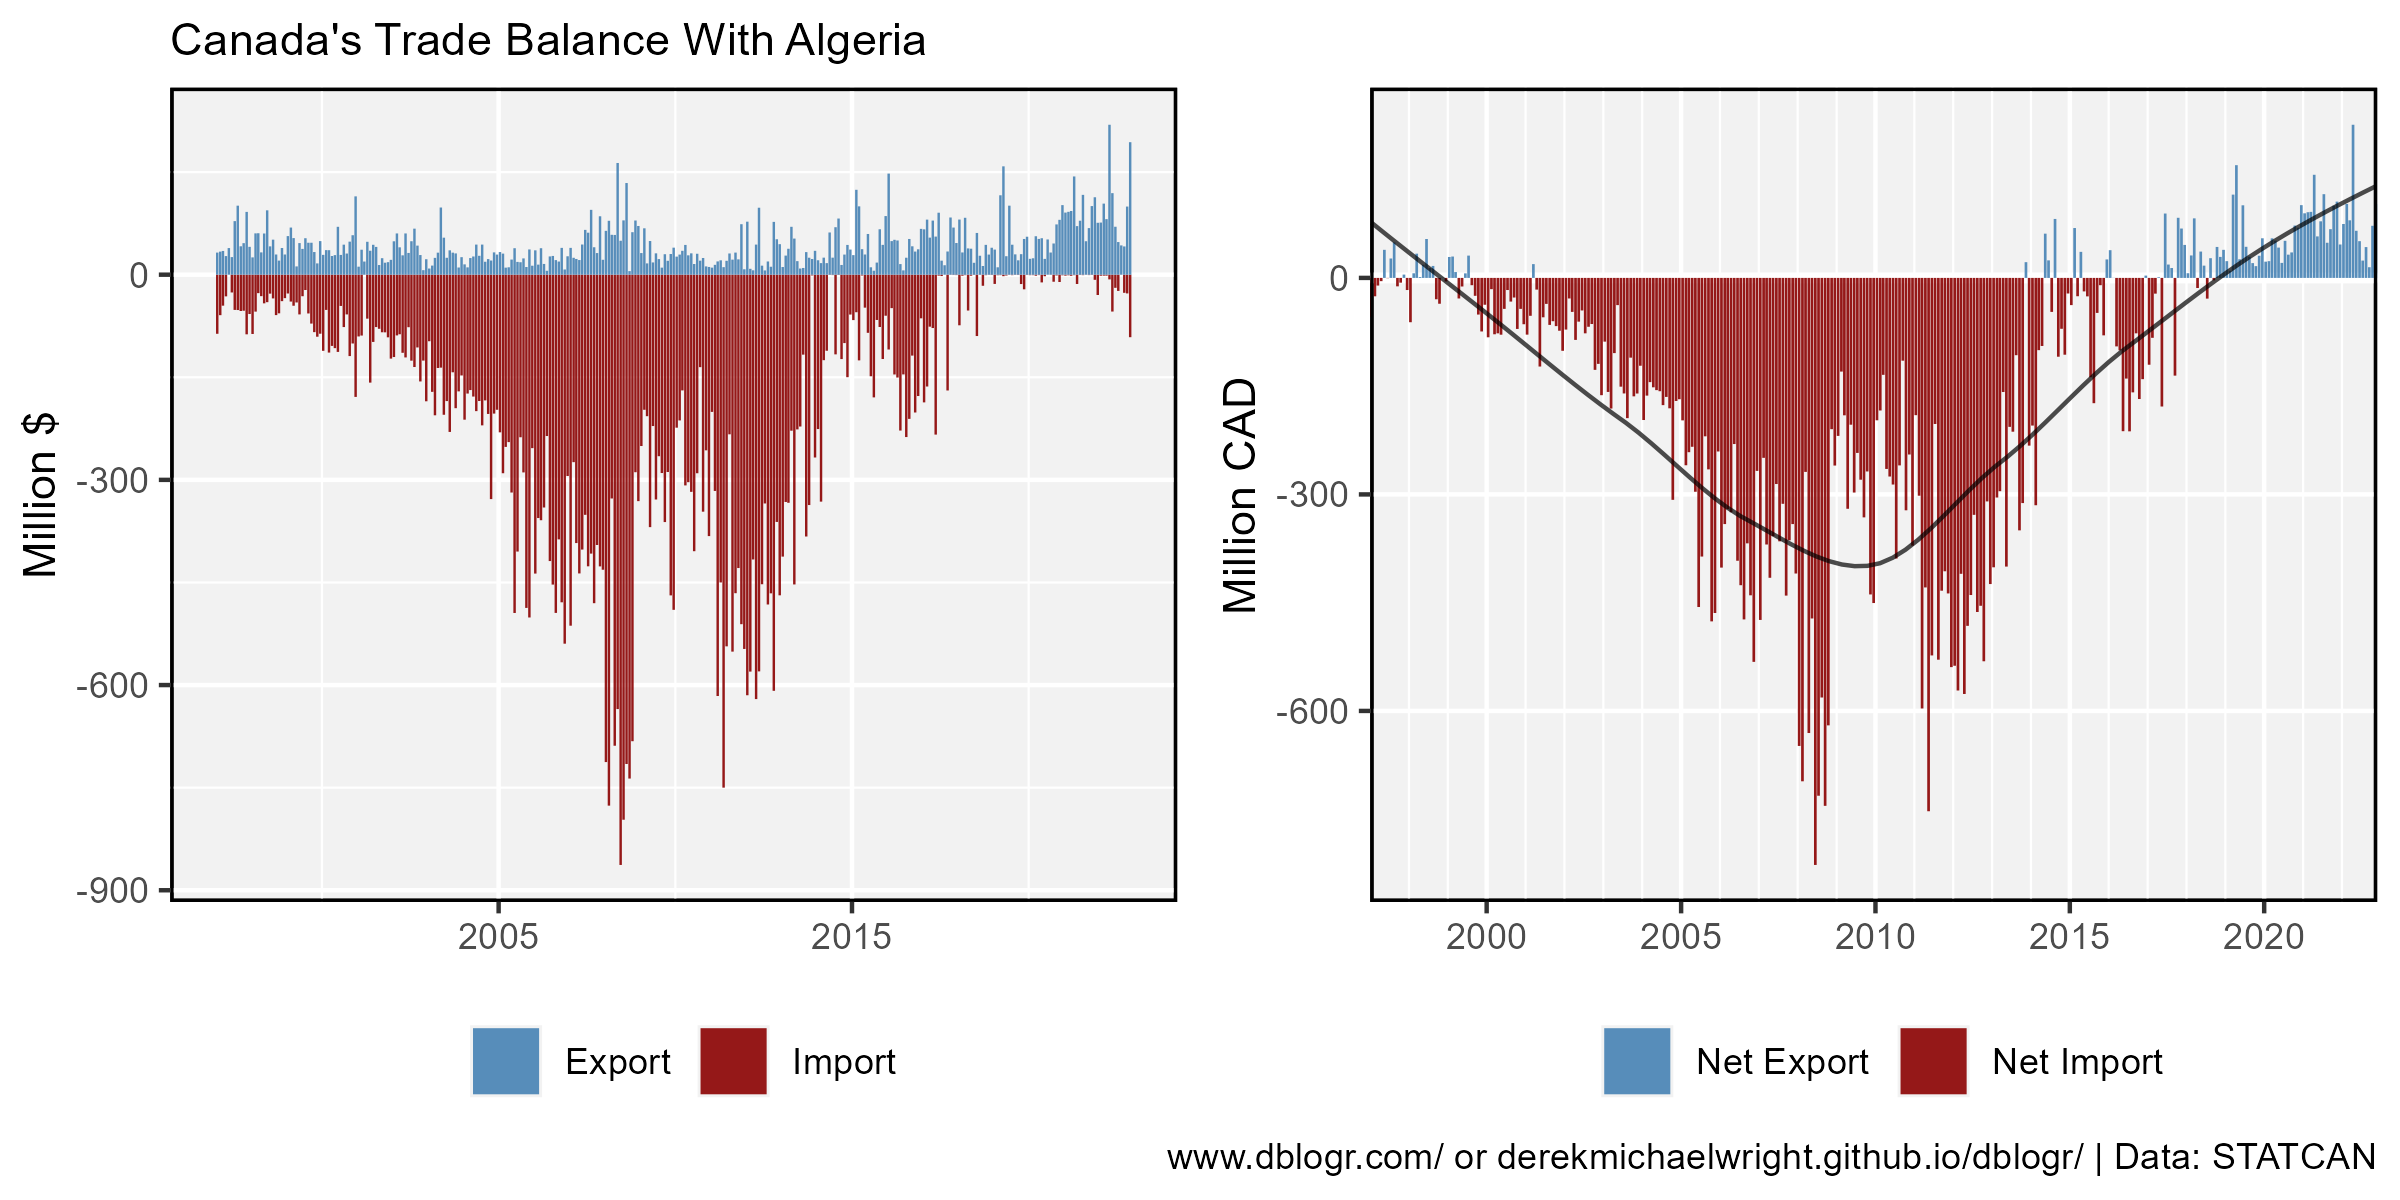 Canada's Trade Balance With Algeria
Million $
0
-300
-600
-900
2005
2015
Export
Import
Million CAD
0
-300
-600
2000
2005
2010
2015
2020
Net Export
Net Import
www.dblogr.com/ or derekmichaelwright.github.io/dblogr/ | Data: STATCAN